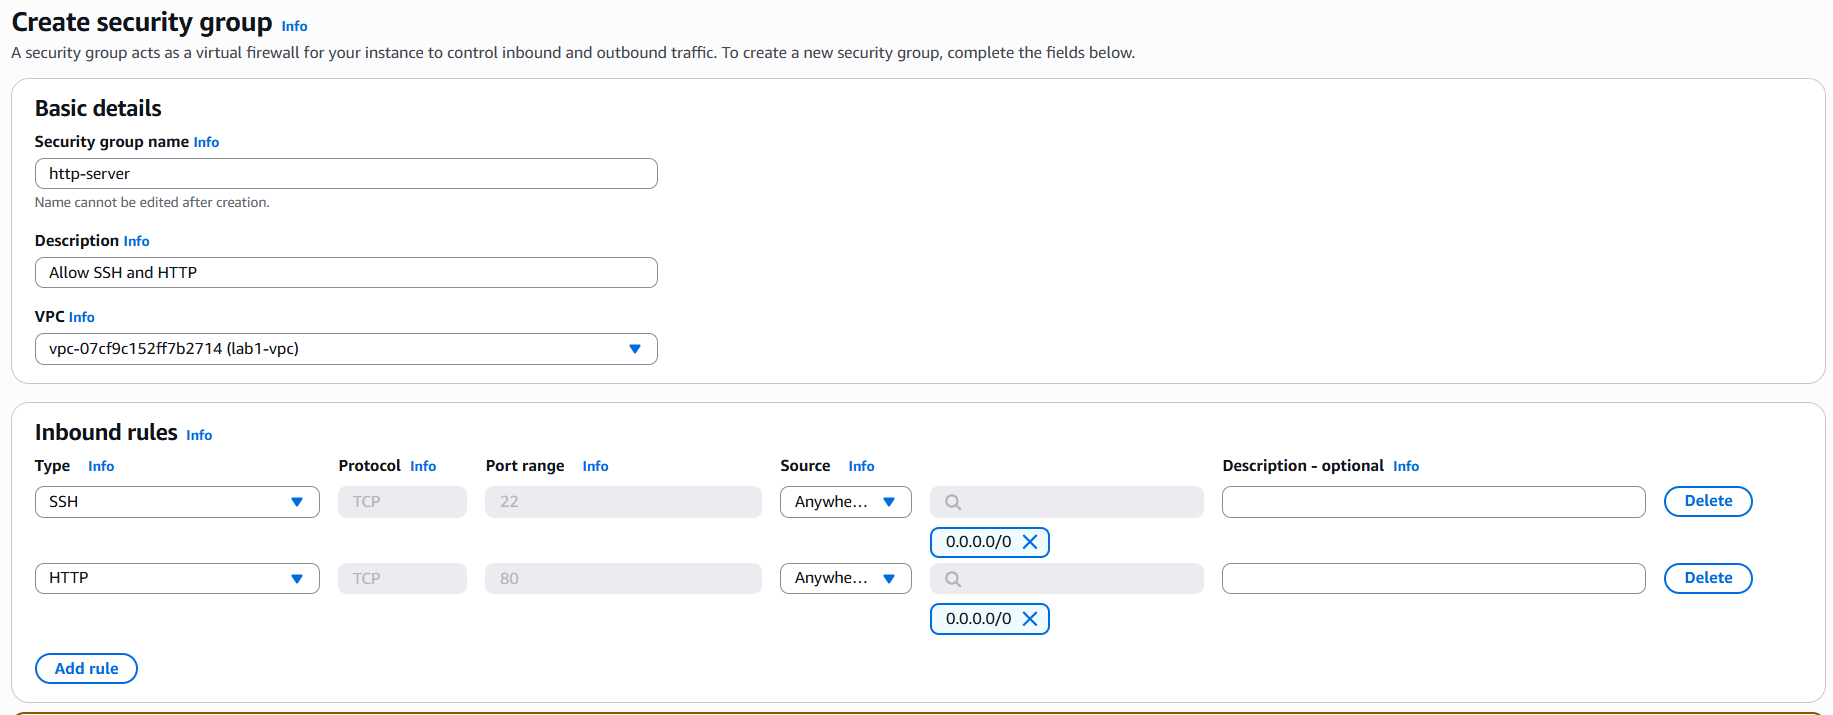 Create security group Info
A security group acts as a virtual firewall for your instance to control inbound and outbound traffic. To create a new security group, complete the fields below.
Basic details
Security group name Info
http-server
Name cannot be edited after creation.
Description Info
Allow SSH and HTTP
VPC Info
vpc-07cf9c152ff7b2714 (lab1-vpc)
Inbound rules Info
Type Info Protocol Info Port range Info Source Info Description - optional Info
SSH TCP 22 Anywhe... Delete
0.0.0.0/0
HTTP TCP 80 Anywhe... Delete
0.0.0.0/0
Add rule